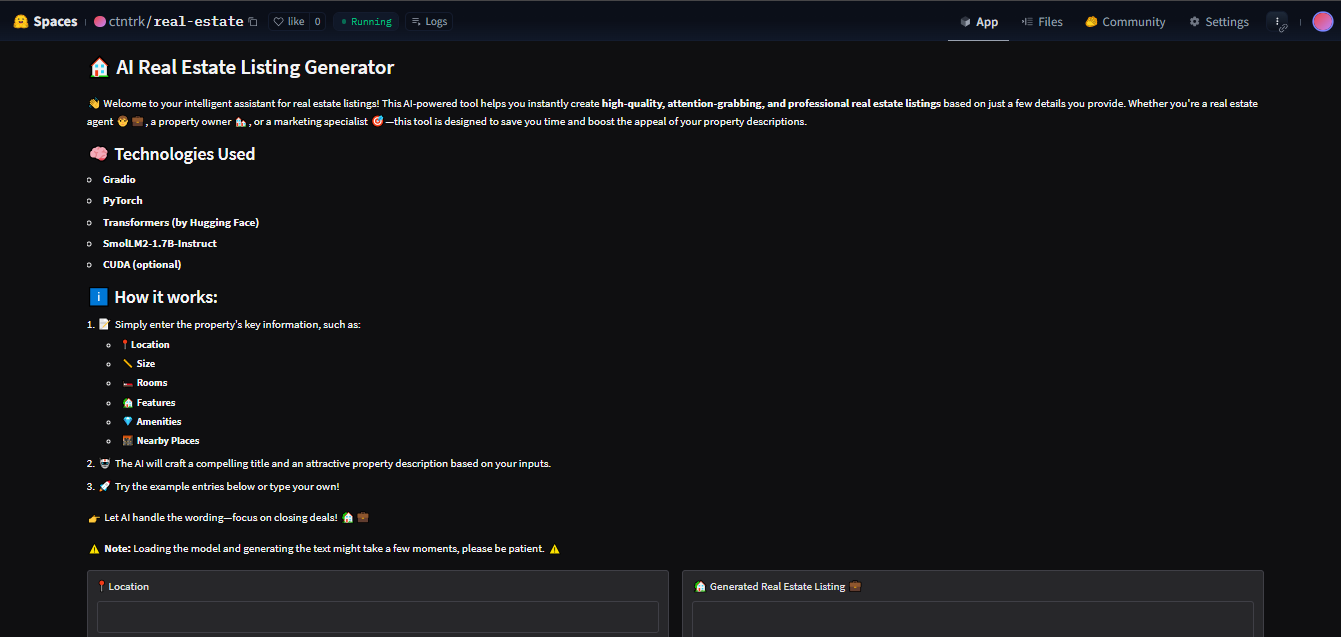 Spaces ctntrk/real-estate like 0 Running Logs App Files Community Settings
AI Real Estate Listing Generator
Welcome to your intelligent assistant for real estate listings! This AI-powered tool helps you instantly create high-quality, attention-grabbing, and professional real estate listings based on just a few details you provide. Whether you're a real estate
agent, a property owner, or a marketing specialist—this tool is designed to save you time and boost the appeal of your property descriptions.
Technologies Used
Gradio
PyTorch
Transformers (by Hugging Face)
SmolLM2-1.7B-Instruct
CUDA (optional)
How it works:
1. Simply enter the property's key information, such as:
Location
Size
Rooms
Features
Amenities
Nearby Places
2. The AI will craft a compelling title and an attractive property description based on your inputs.
3. Try the example entries below or type your own!
Let AI handle the wording—focus on closing deals!
Note: Loading the model and generating the text might take a few moments, please be patient.
Location
Generated Real Estate Listing